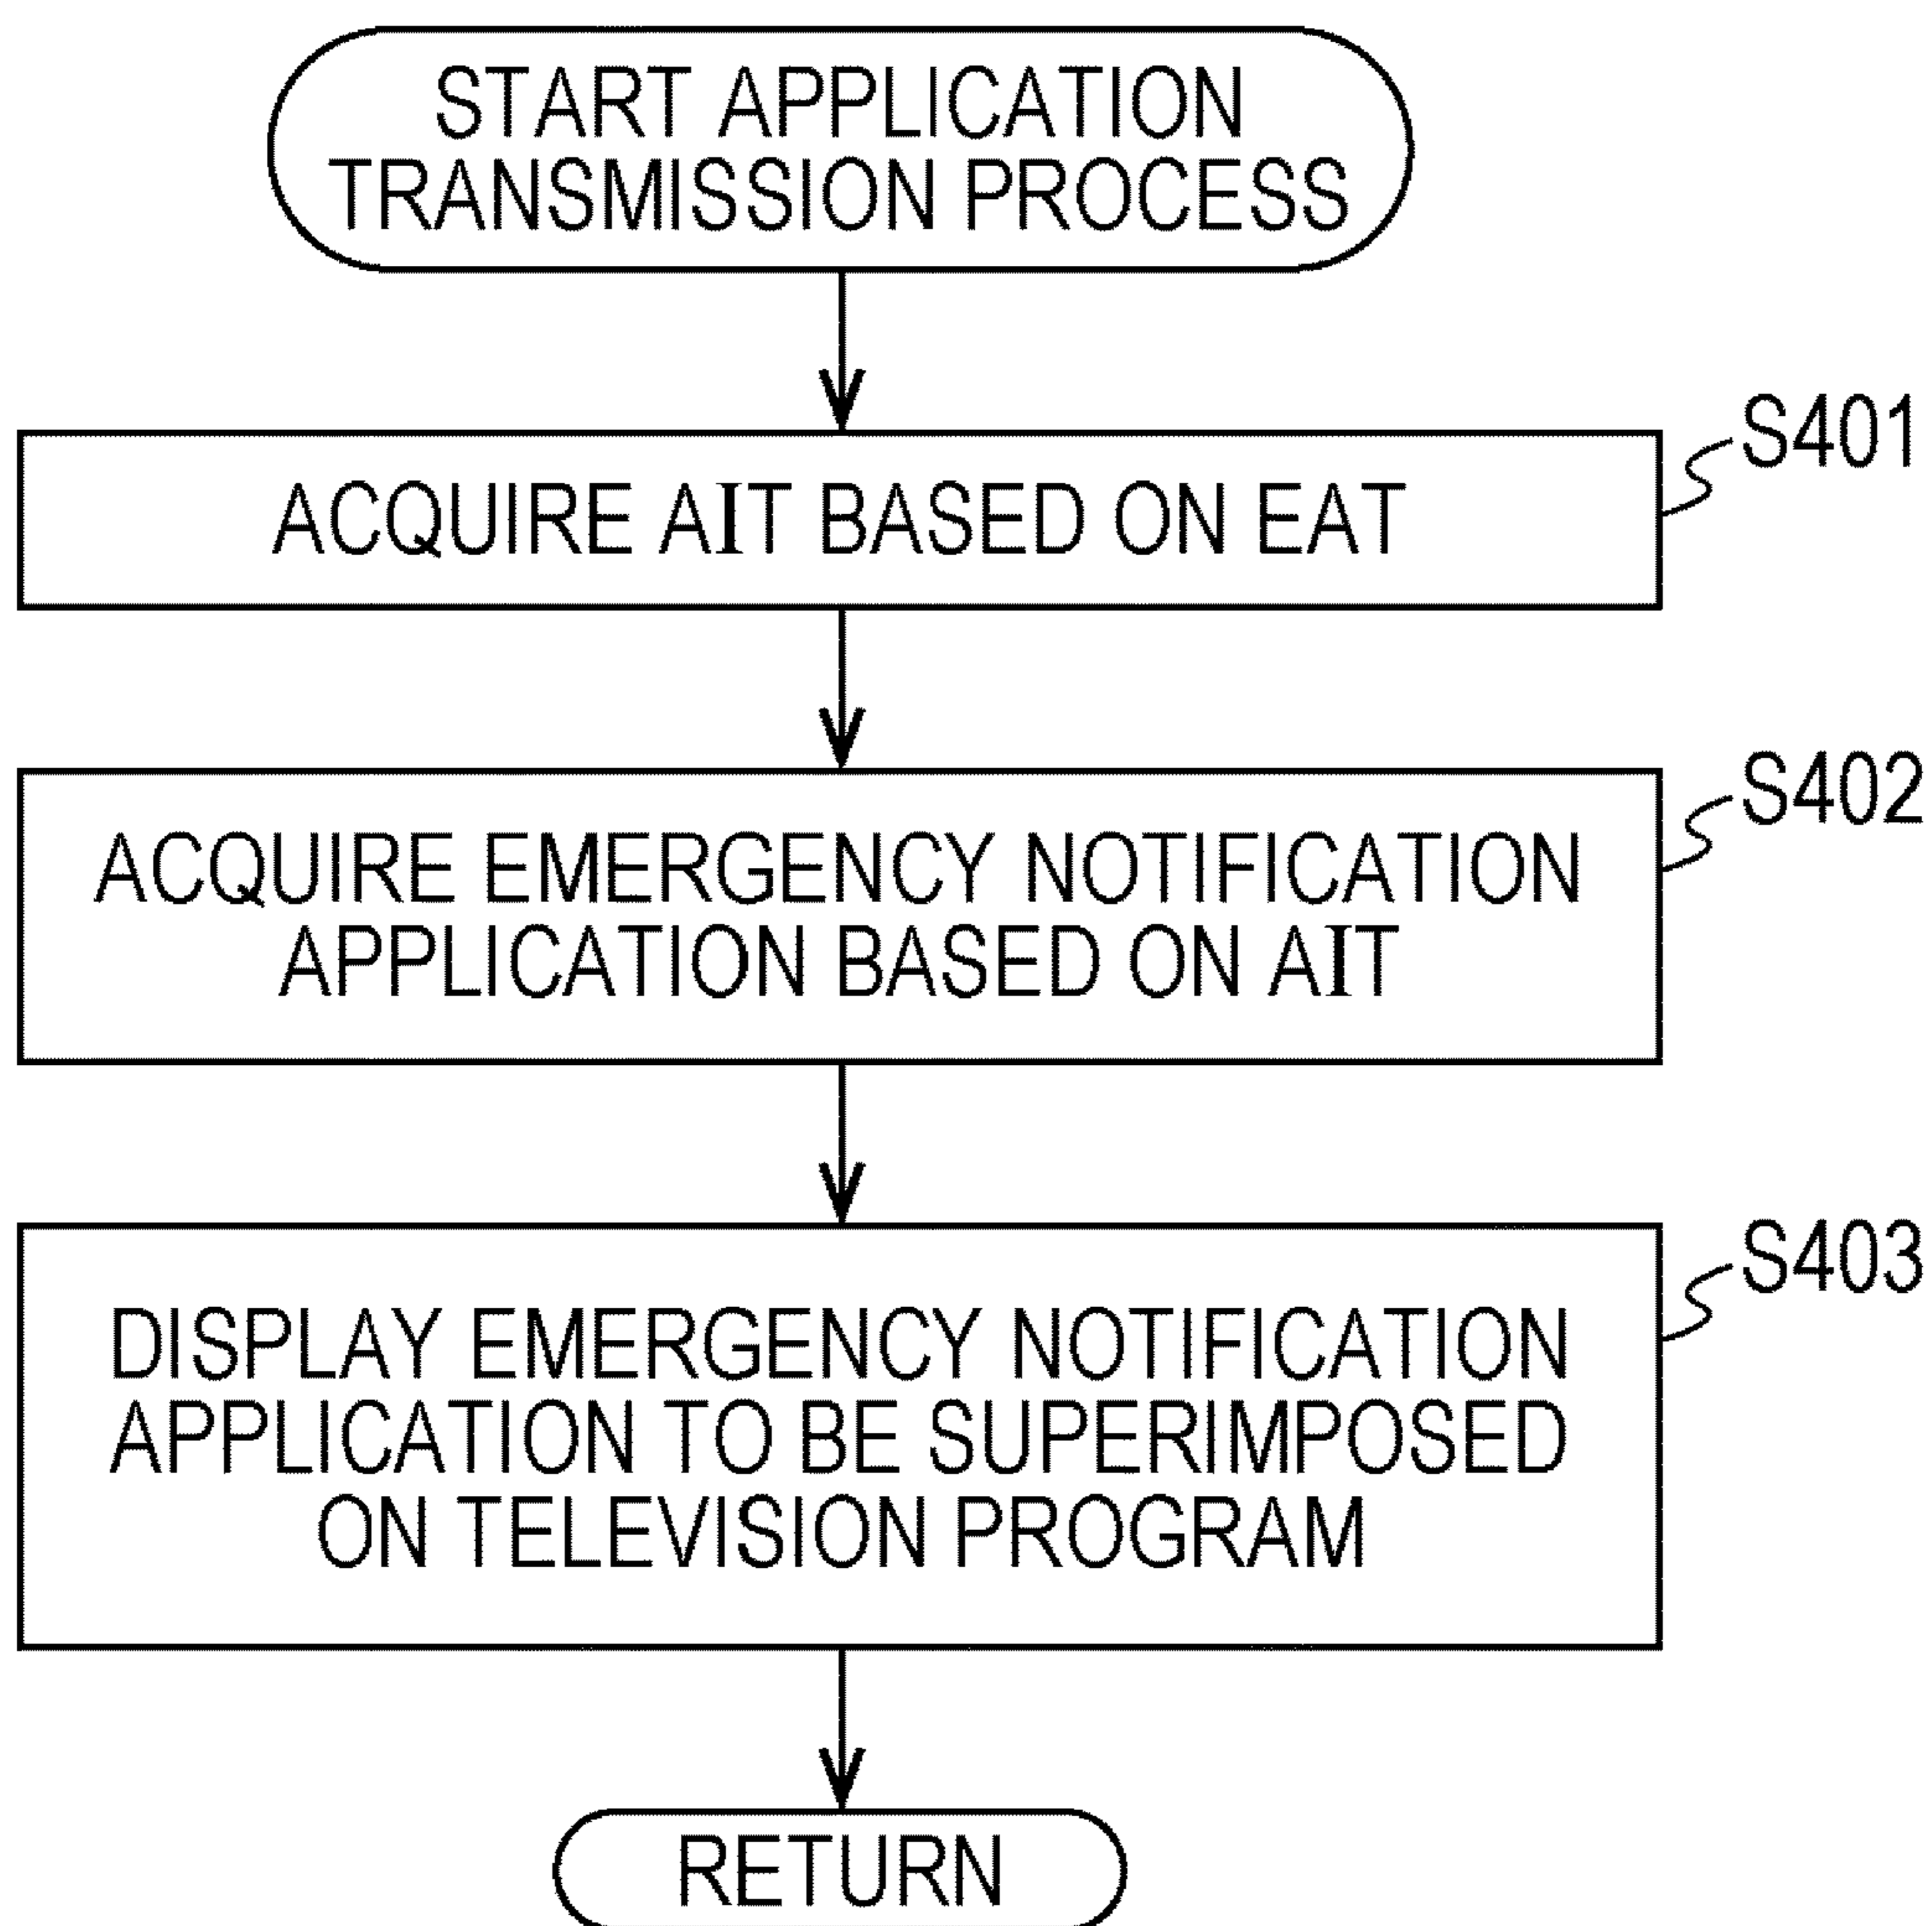 START APPLICATION
TRANSMISSION PROCESS
S401
ACQUIRE AIT BASED ON EAT
S402
ACQUIRE EMERGENCY NOTIFICATION
APPLICATION BASED ON AIT
S403
DISPLAY EMERGENCY NOTIFICATION
APPLICATION TO BE SUPERIMPOSED
ON TELEVISION PROGRAM
RETURN